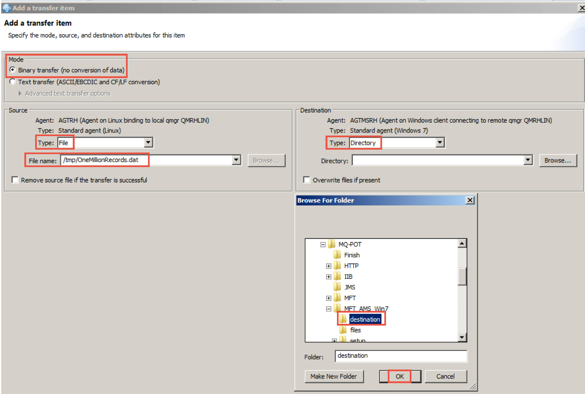 Add a transfer item
Add a transfer item
Specify the mode, source, and destination attributes for this item
Mode
Binary transfer (no conversion of data)
Text transfer (ASCII/EBCDIC and CF/LF conversion)
Advanced text transfer options
Source
Agent: AGTRH (Agent on Linux binding to local qmgr QMRHLIN)
Type: Standard agent (Linux)
Type: File
File name: /tmp/OneMillionRecords.dat
Browse...
Remove source file if the transfer is successful
Destination
Agent: AGTMSRH (Agent on Windows client connecting to remote qmgr QMRHLIN)
Type: Standard agent (Windows 7)
Type: Directory
Directory:
Browse...
Overwrite files if present
Browse For Folder
MQ-POT
Finish
HTTP
IIB
JMS
MFT
MFT_AMS_Win7
destination
files
setup
Folder: destination
Make New Folder
OK
Cancel